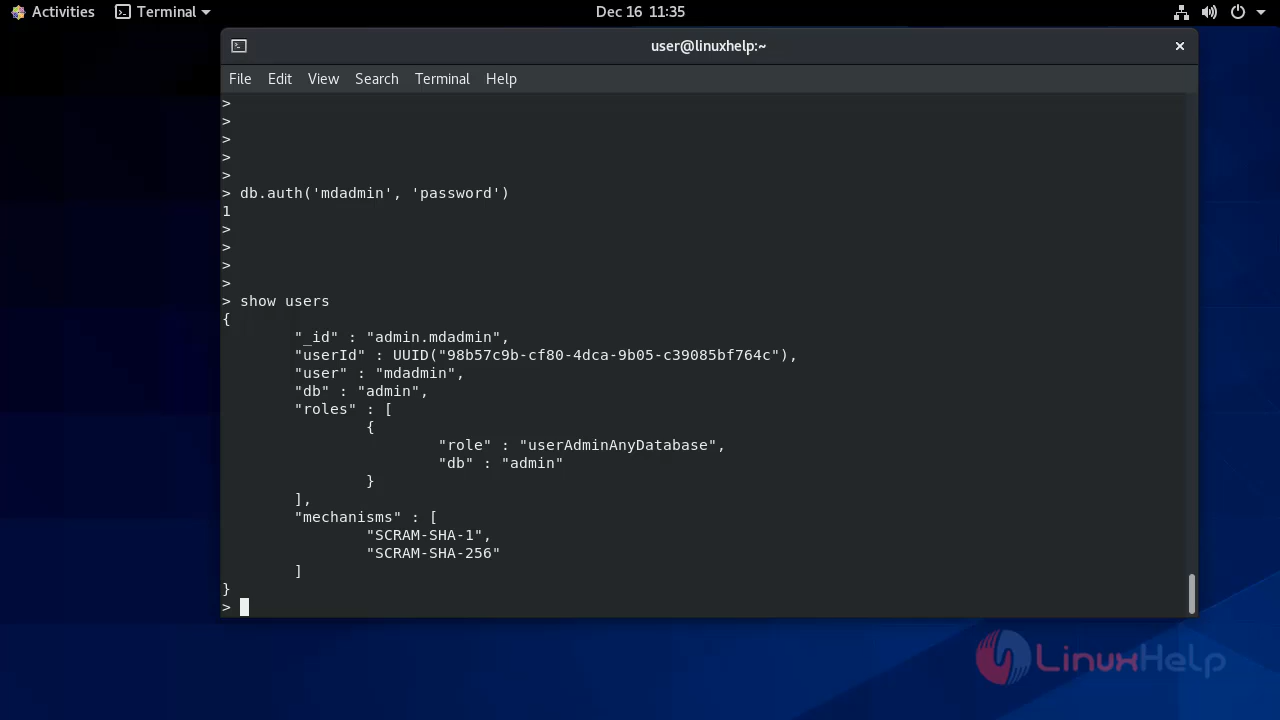 Activities Terminal Dec 16 11:35
user@linuxhelp:~ ×
File Edit View Search Terminal Help
>
>
>
>
>
> db.auth('mdadmin', 'password')
1
>
>
>
>
> show users
{
"_id" : "admin.mdadmin",
"userId" : UUID("98b57c9b-cf80-4dca-9b05-c39085bf764c"),
"user" : "mdadmin",
"db" : "admin",
"roles" : [
{
"role" : "userAdminAnyDatabase",
"db" : "admin"
}
],
"mechanisms" : [
"SCRAM-SHA-1",
"SCRAM-SHA-256"
]
}
>
LinuxHelp